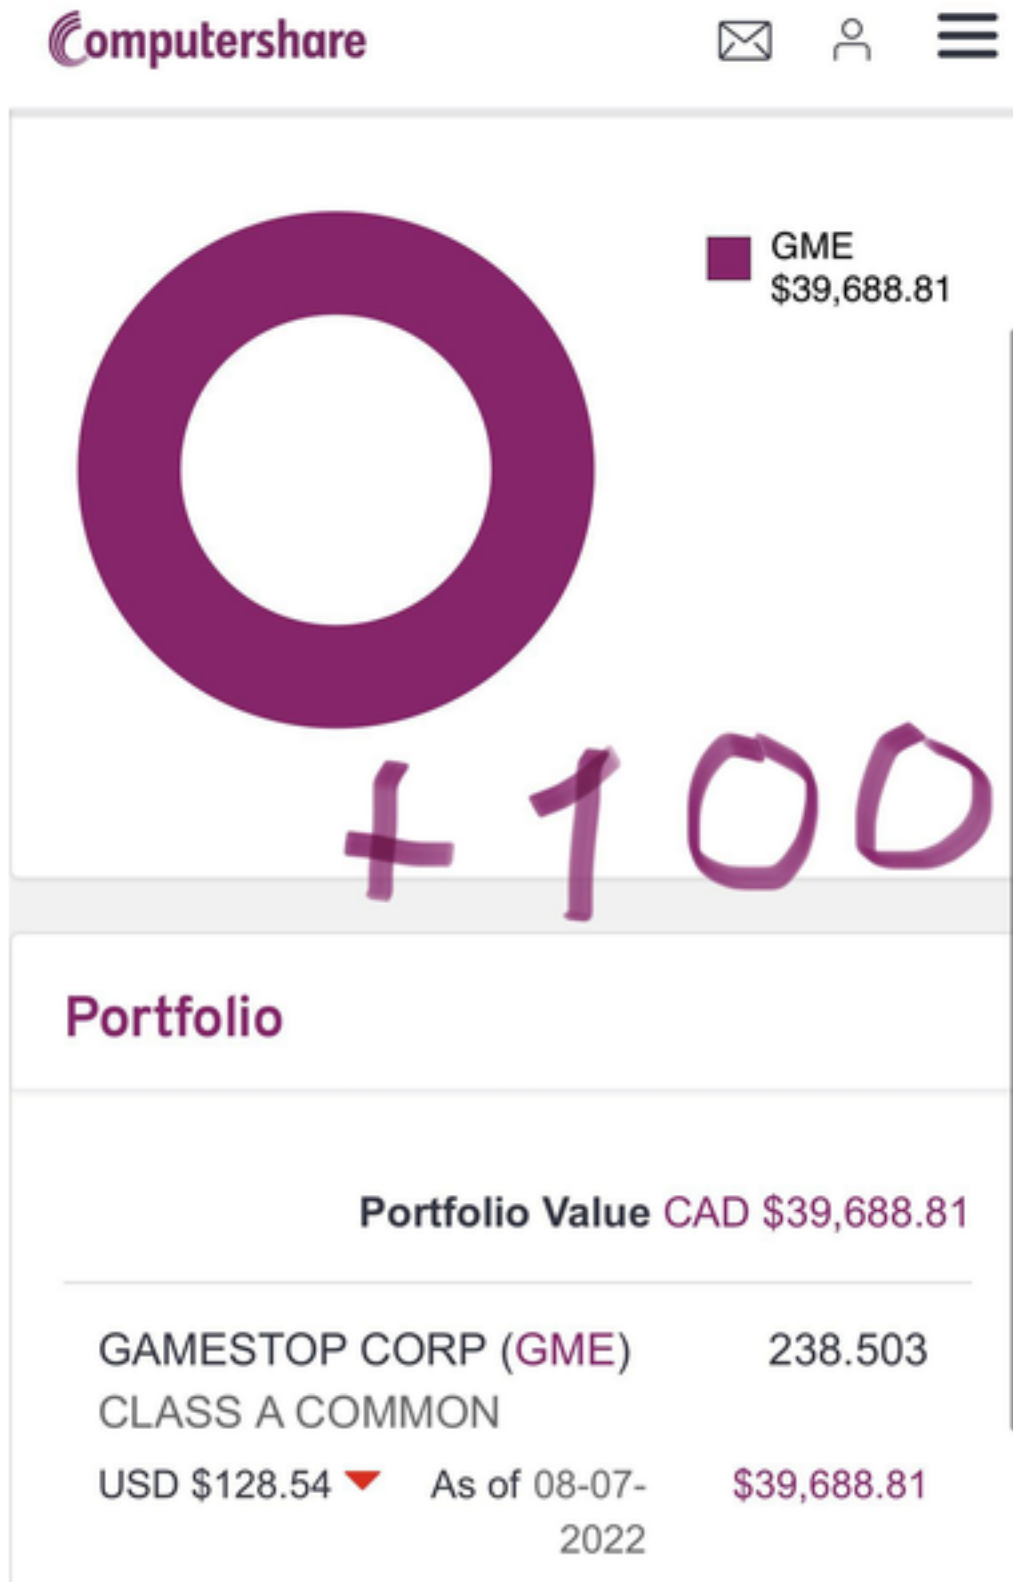 Computershare
GME
$39,688.81
+100
Portfolio
Portfolio Value CAD $39,688.81
GAMESTOP CORP (GME) 238.503
CLASS A COMMON
USD $128.54 As of 08-07- $39,688.81
2022